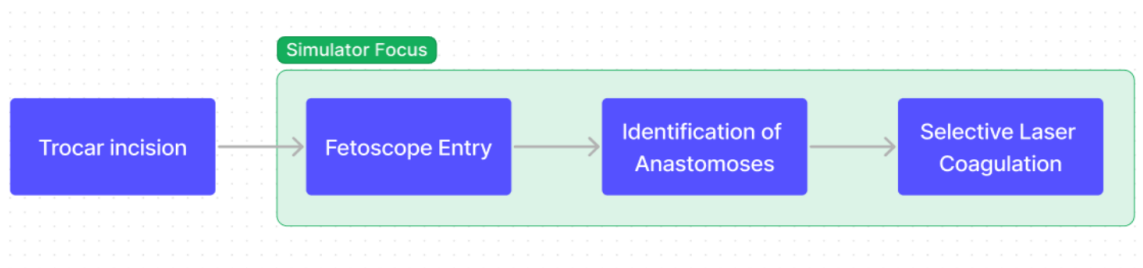 Simulator Focus
Trocar incision
Fetoscope Entry
Identification of
Anastomoses
Selective Laser
Coagulation